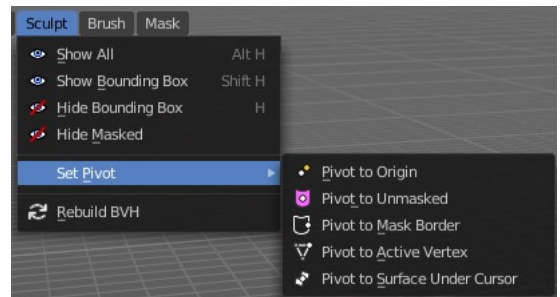 Sculpt Brush Mask
Show All Alt H
Show Bounding Box Shift H
Hide Bounding Box H
Hide Masked
Set Pivot
Pivot to Origin
Pivot to Unmasked
Pivot to Mask Border
Pivot to Active Vertex
Pivot to Surface Under Cursor
Rebuild BVH